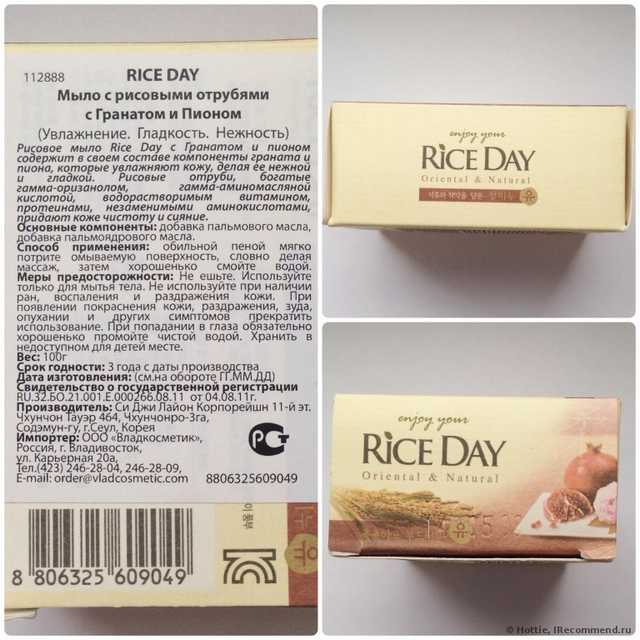 112888
RICE DAY
Мыло с рисовыми отрубями
с Гранатом и Пионом
(Увлажнение. Гладкость. Нежность)
Рисовое мыло Rice Day с Гранатом и пионом
содержит в своем составе компоненты граната и
пиона, которые увлажняют кожу, делая ее нежной
и гладкой. Рисовые отруби, богатые
гамма-оризанолом, гамма-аминомасляной
кислотой, водорастворимым витамином,
протеинами, незаменимыми аминокислотами,
придают коже чистоту и сияние.
Основные компоненты: добавка пальмового масла,
добавка пальмоядрового масла.
Способ применения: обильной пеной мягко
потрите омываемую поверхность, словно делая
массаж, затем хорошенько смойте водой.
Меры предосторожности: Не ешьте. Используйте
только для мытья тела. Не используйте при наличии
ран, воспаления и раздражения кожи. При
появлении покраснения кожи, раздражения, зуда,
опухании и других симптомов прекратить
использование. При попадании в глаза обязательно
хорошенько промойте чистой водой. Хранить в
недоступном для детей месте.
Вес: 100г
Срок годности: 3 года с даты производства
Дата изготовления: (см.на обороте ГГ.ММ.ДД)
Свидетельство о государственной регистрации
RU.32.БО.21.001.Е.000266.08.11 от 04.08.11г.
Производитель: Си Джи Лайон Корпорейшн 11-й эт.
Чхунчон Тауэр 464, Чхунчонро-3га,
Содэмун-гу, г.Сеул, Корея
Импортер: ООО «Владкосметик»,
Россия, г. Владивосток,
ул. Карьерная 20а,
Тел.(423) 246-28-04, 246-28-09,
E-mail: order@vladcosmetic.com
8806325609049
8 806325 609049
enjoy your
RICE DAY
Oriental & Natural
enjoy your
RICE DAY
Oriental & Natural
© Hottie, IRecommend.ru